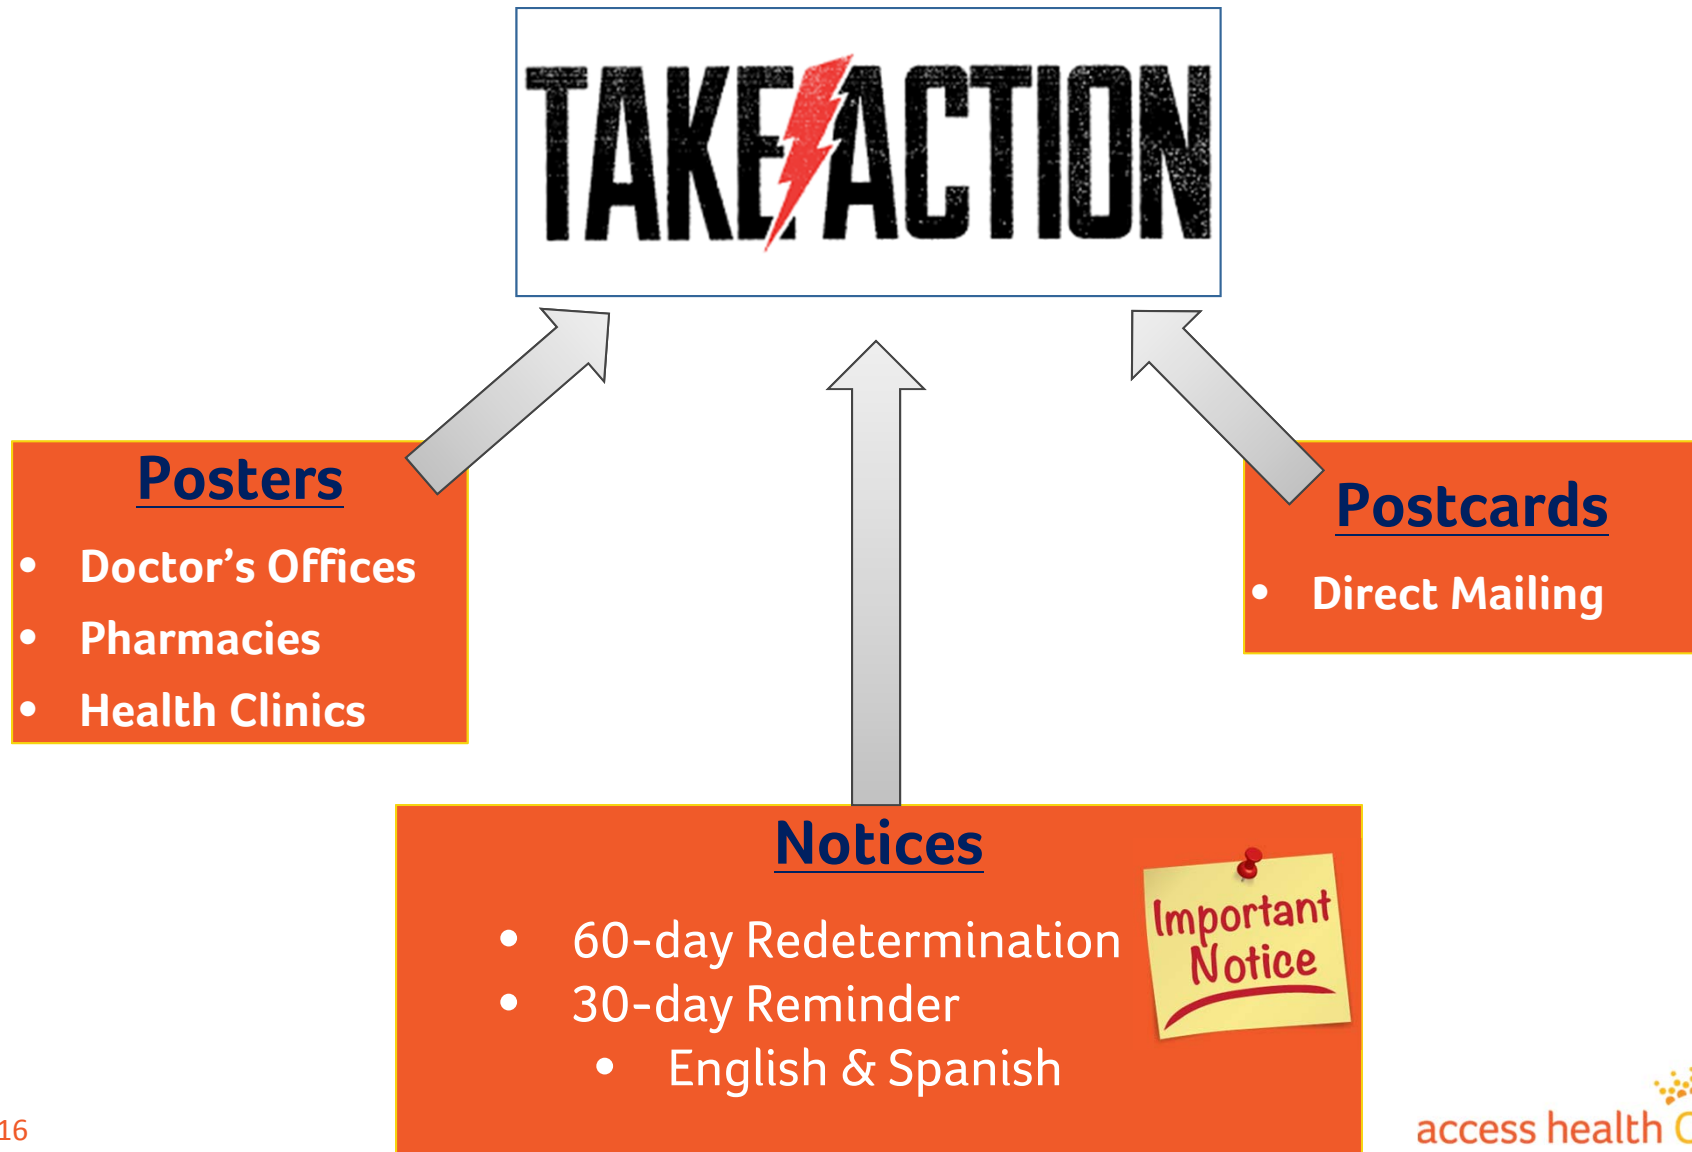 TAKE ACTION
Posters
• Doctor’s Offices
• Pharmacies
• Health Clinics
Postcards
• Direct Mailing
Notices
• 60-day Redetermination
• 30-day Reminder
• English & Spanish
Important
Notice
16
access health C